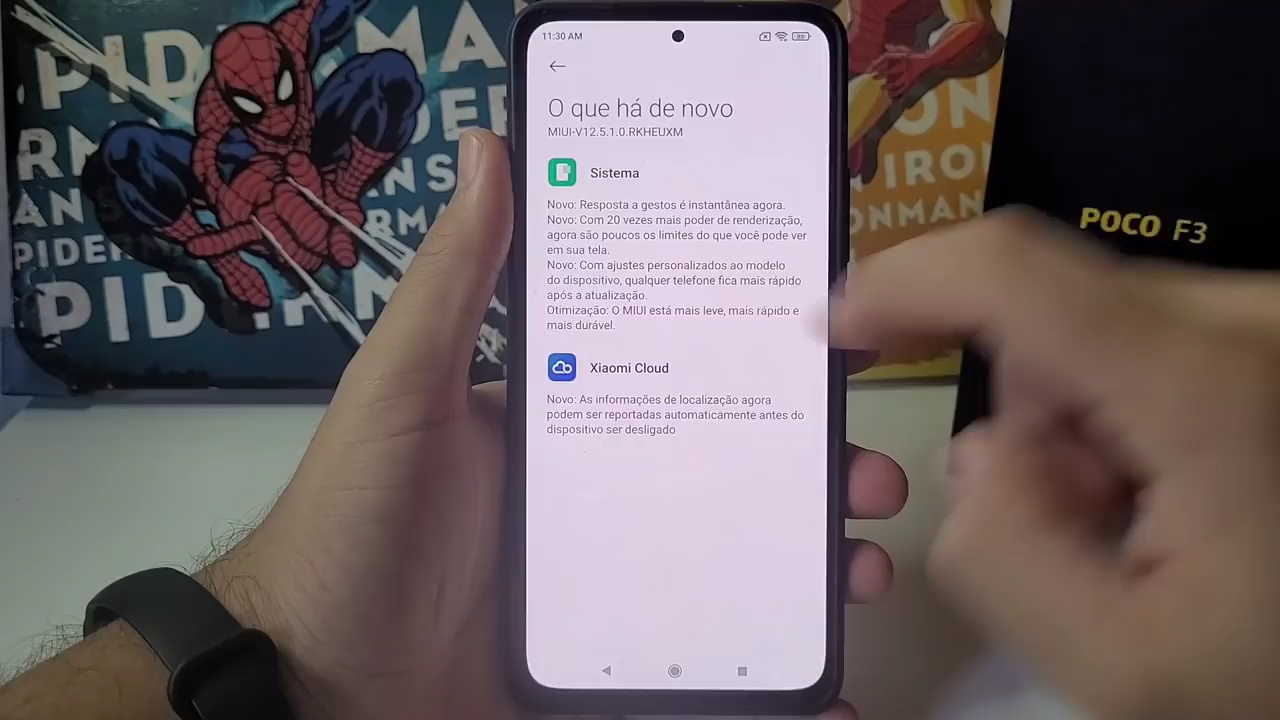 11:30 AM
O que há de novo
MIUI-V12.5.1.0.RKHEUXM
Sistema
Novo: Resposta a gestos é instantânea agora.
Novo: Com 20 vezes mais poder de renderização,
agora são poucos os limites do que você pode ver
em sua tela.
Novo: Com ajustes personalizados ao modelo
do dispositivo, qualquer telefone fica mais rápido
após a atualização.
Otimização: O MIUI está mais leve, mais rápido e
mais durável.
Xiaomi Cloud
Novo: As informações de localização agora
podem ser reportadas automaticamente antes do
dispositivo ser desligado
POCO F3
IRON